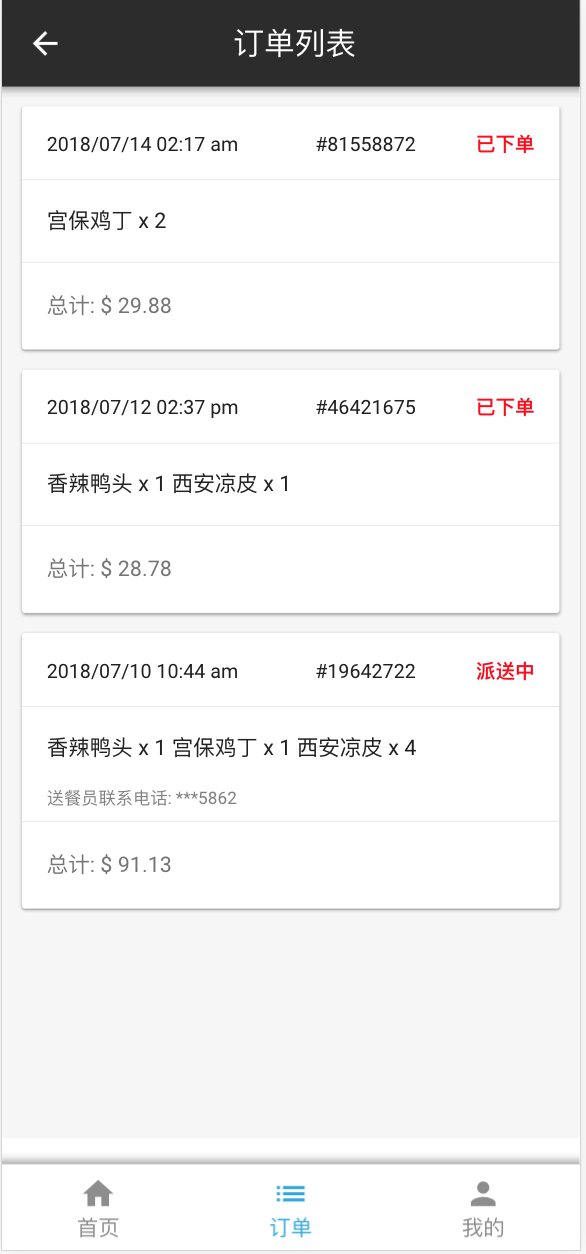 订单列表
2018/07/14 02:17 am #81558872 已下单
宫保鸡丁 x 2
总计: $ 29.88
2018/07/12 02:37 pm #46421675 已下单
香辣鸭头 x 1 西安凉皮 x 1
总计: $ 28.78
2018/07/10 10:44 am #19642722 派送中
香辣鸭头 x 1 宫保鸡丁 x 1 西安凉皮 x 4
送餐员联系电话: ***5862
总计: $ 91.13
首页 订单 我的